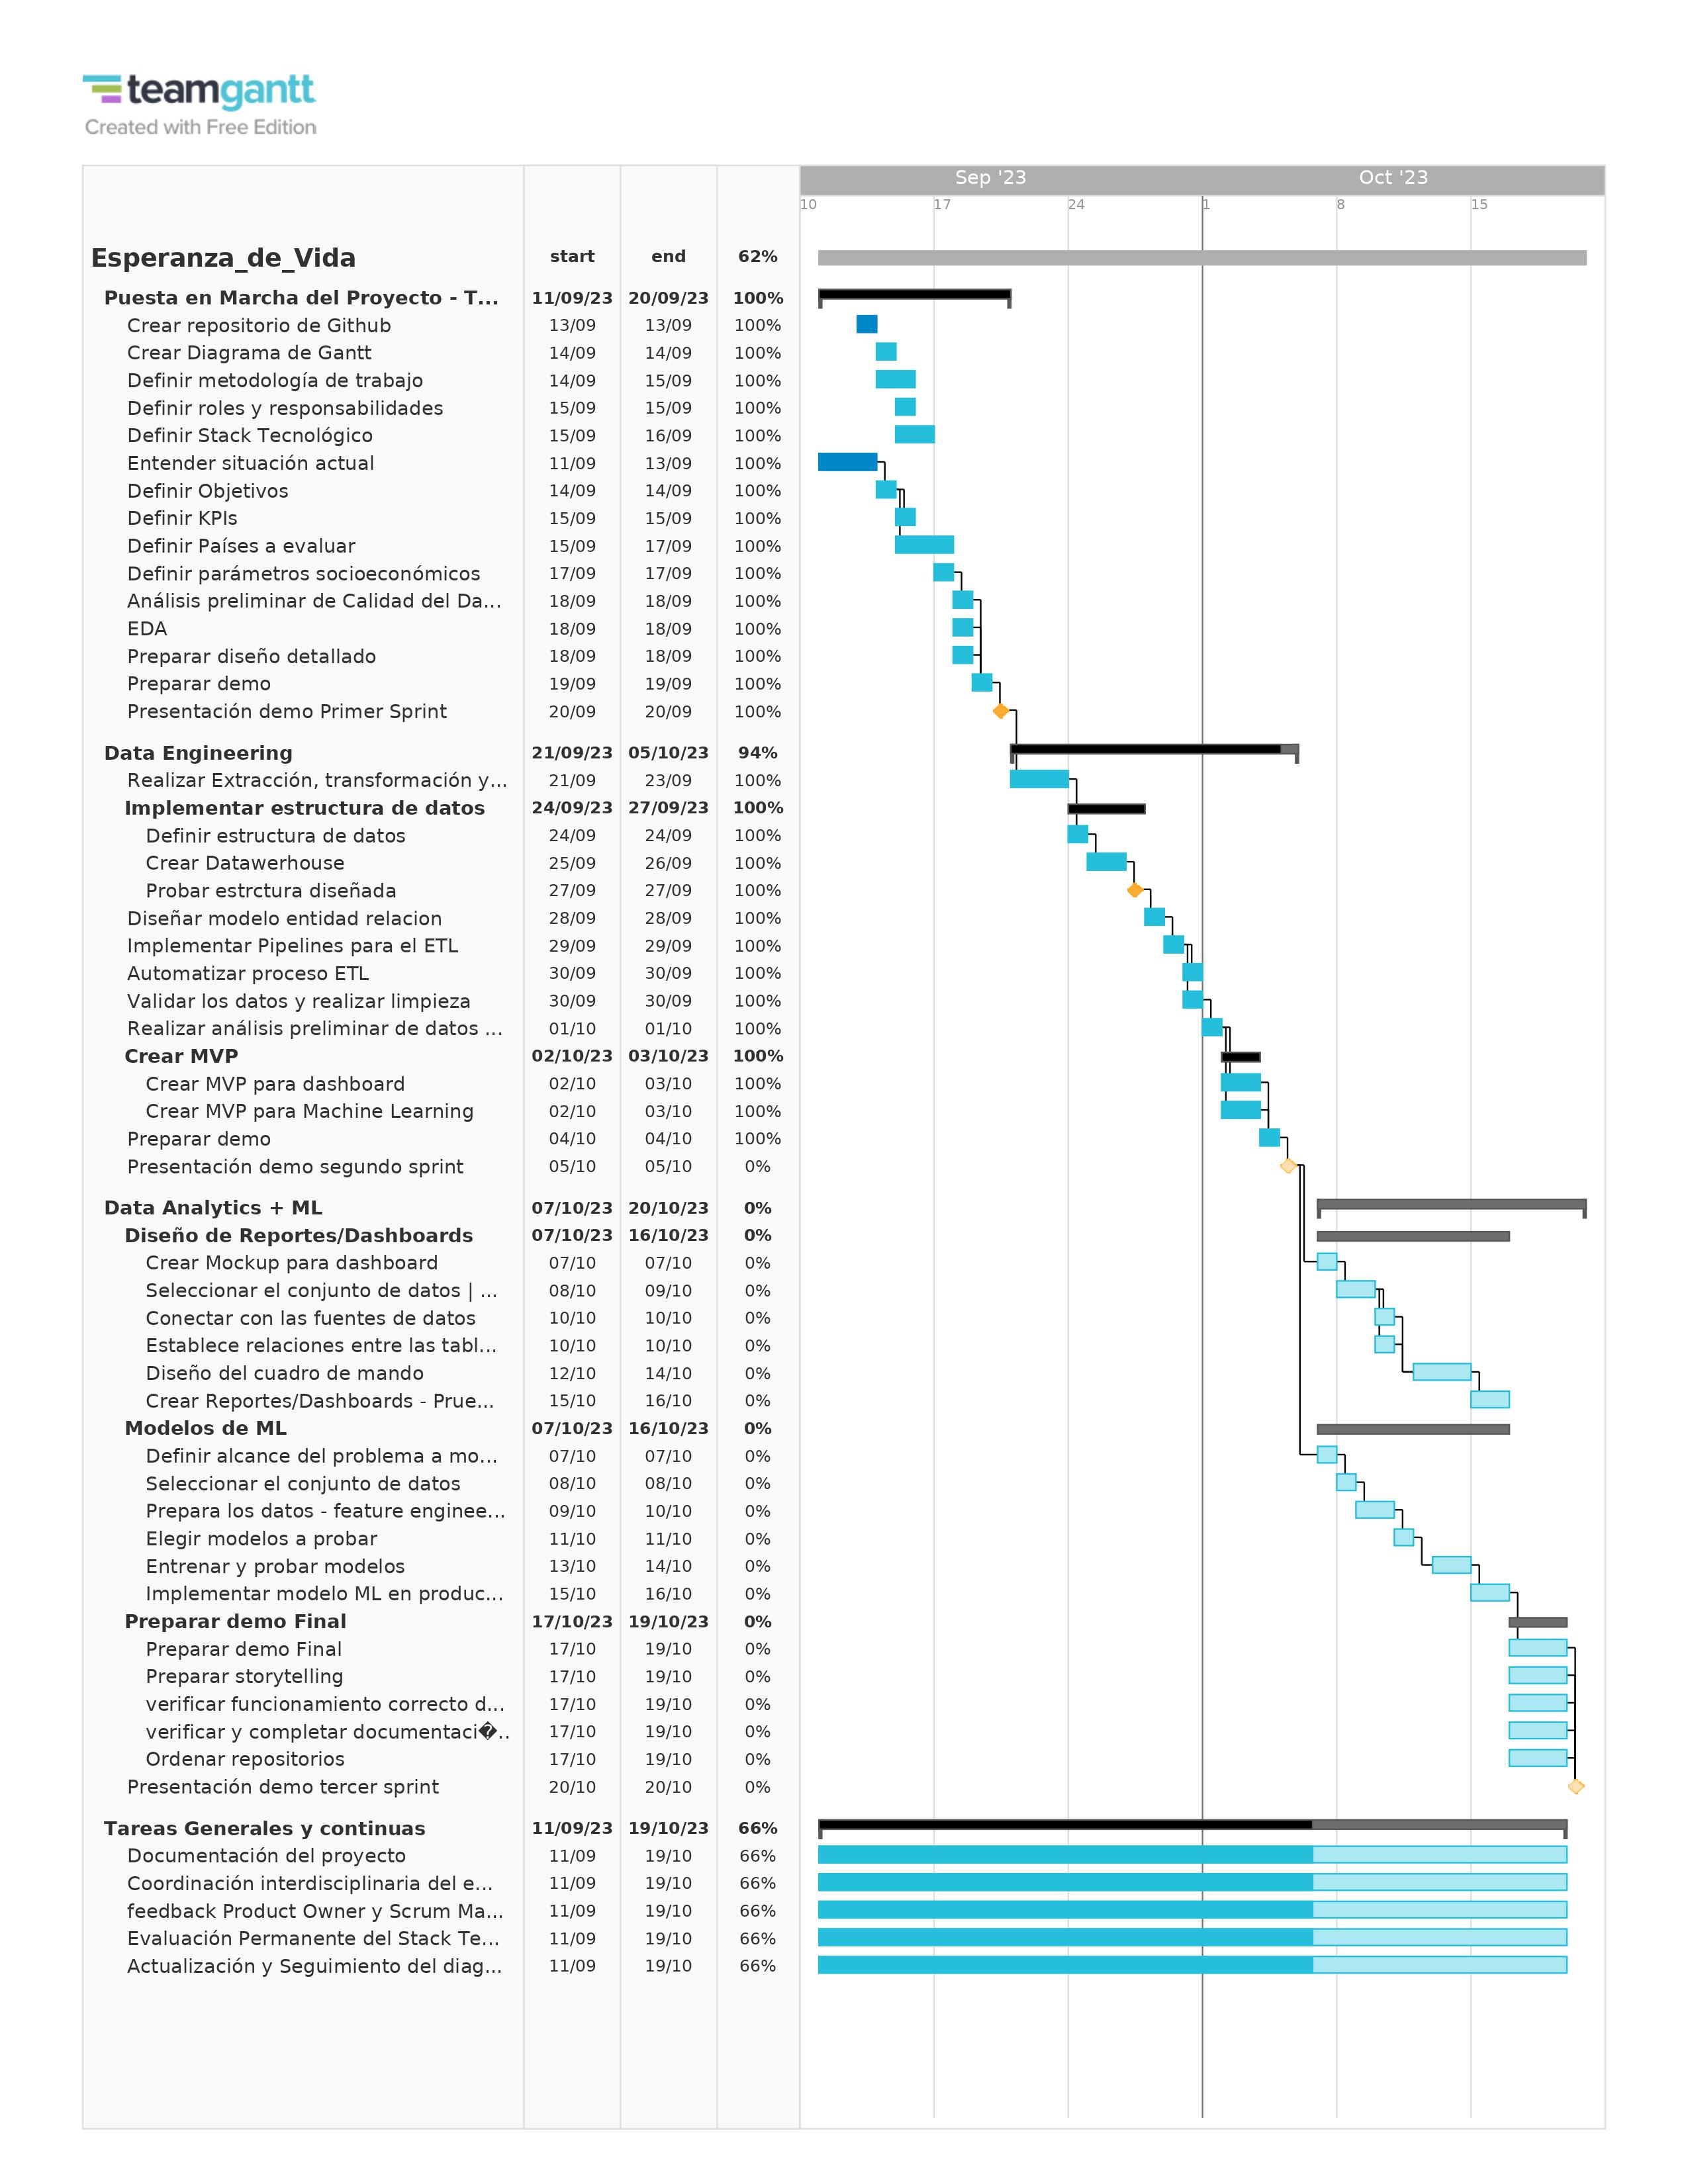 teamgantt
Created with Free Edition
Sep '23 Oct '23
10 17 24 1 8 15
Esperanza_de_Vida start end 62%
Puesta en Marcha del Proyecto - T... 11/09/23 20/09/23 100%
Crear repositorio de Github 13/09 13/09 100%
Crear Diagrama de Gantt 14/09 14/09 100%
Definir metodología de trabajo 14/09 15/09 100%
Definir roles y responsabilidades 15/09 15/09 100%
Definir Stack Tecnológico 15/09 16/09 100%
Entender situación actual 11/09 13/09 100%
Definir Objetivos 14/09 14/09 100%
Definir KPIs 15/09 15/09 100%
Definir Países a evaluar 15/09 17/09 100%
Definir parámetros socioeconómicos 17/09 17/09 100%
Análisis preliminar de Calidad del Da... 18/09 18/09 100%
EDA 18/09 18/09 100%
Preparar diseño detallado 18/09 18/09 100%
Preparar demo 19/09 19/09 100%
Presentación demo Primer Sprint 20/09 20/09 100%
Data Engineering 21/09/23 05/10/23 94%
Realizar Extracción, transformación y... 21/09 23/09 100%
Implementar estructura de datos 24/09/23 27/09/23 100%
Definir estructura de datos 24/09 24/09 100%
Crear Datawerhouse 25/09 26/09 100%
Probar estrctura diseñada 27/09 27/09 100%
Diseñar modelo entidad relacion 28/09 28/09 100%
Implementar Pipelines para el ETL 29/09 29/09 100%
Automatizar proceso ETL 30/09 30/09 100%
Validar los datos y realizar limpieza 30/09 30/09 100%
Realizar análisis preliminar de datos ... 01/10 01/10 100%
Crear MVP 02/10/23 03/10/23 100%
Crear MVP para dashboard 02/10 03/10 100%
Crear MVP para Machine Learning 02/10 03/10 100%
Preparar demo 04/10 04/10 100%
Presentación demo segundo sprint 05/10 05/10 0%
Data Analytics + ML 07/10/23 20/10/23 0%
Diseño de Reportes/Dashboards 07/10/23 16/10/23 0%
Crear Mockup para dashboard 07/10 07/10 0%
Seleccionar el conjunto de datos | ... 08/10 09/10 0%
Conectar con las fuentes de datos 10/10 10/10 0%
Establece relaciones entre las tabl... 10/10 10/10 0%
Diseño del cuadro de mando 12/10 14/10 0%
Crear Reportes/Dashboards - Prue... 15/10 16/10 0%
Modelos de ML 07/10/23 16/10/23 0%
Definir alcance del problema a mo... 07/10 07/10 0%
Seleccionar el conjunto de datos 08/10 08/10 0%
Prepara los datos - feature enginee... 09/10 10/10 0%
Elegir modelos a probar 11/10 11/10 0%
Entrenar y probar modelos 13/10 14/10 0%
Implementar modelo ML en produc... 15/10 16/10 0%
Preparar demo Final 17/10/23 19/10/23 0%
Preparar demo Final 17/10 19/10 0%
Preparar storytelling 17/10 19/10 0%
verificar funcionamiento correcto d... 17/10 19/10 0%
verificar y completar documentaci�.. 17/10 19/10 0%
Ordenar repositorios 17/10 19/10 0%
Presentación demo tercer sprint 20/10 20/10 0%
Tareas Generales y continuas 11/09/23 19/10/23 66%
Documentación del proyecto 11/09 19/10 66%
Coordinación interdisciplinaria del e... 11/09 19/10 66%
feedback Product Owner y Scrum Ma... 11/09 19/10 66%
Evaluación Permanente del Stack Te... 11/09 19/10 66%
Actualización y Seguimiento del diag... 11/09 19/10 66%